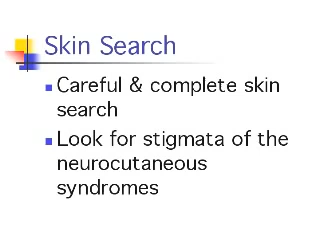 Skin Search
Careful & complete skin
search
Look for stigmata of the
neurocutaneous
syndromes